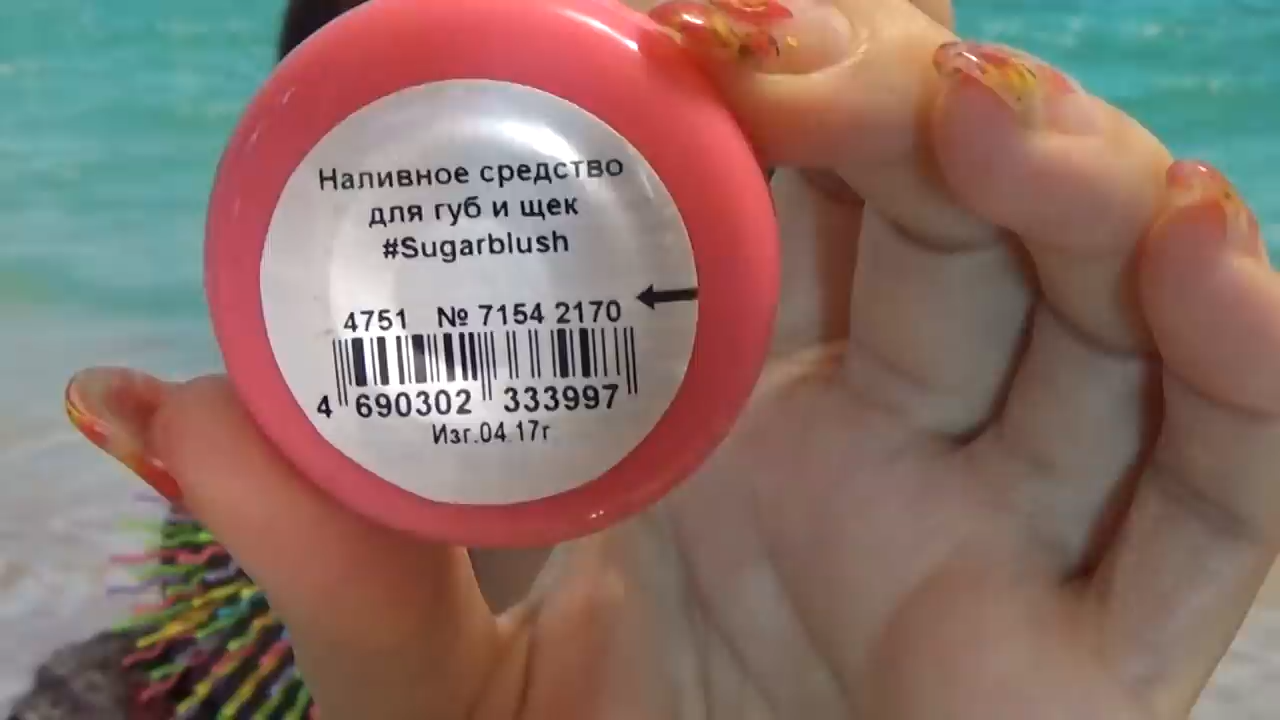 Наливное средство
для губ и щек
#Sugarblush
4751 № 7154 2170
4 690302 333997
Изг.04.17г